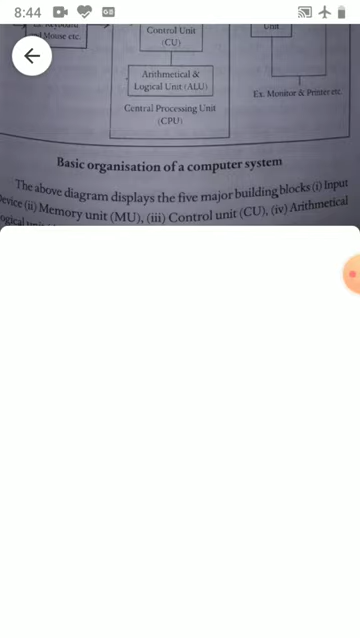 8:44
Mouse etc.
Control Unit
(CU)
Unit
Arithmetical &
Logical Unit (ALU)
Ex. Monitor & Printer etc.
Central Processing Unit
(CPU)
Basic organisation of a computer system
The above diagram displays the five major building blocks (i) Input
(ii) Memory unit (MU), (iii) Control unit (CU), (iv) Arithmetical